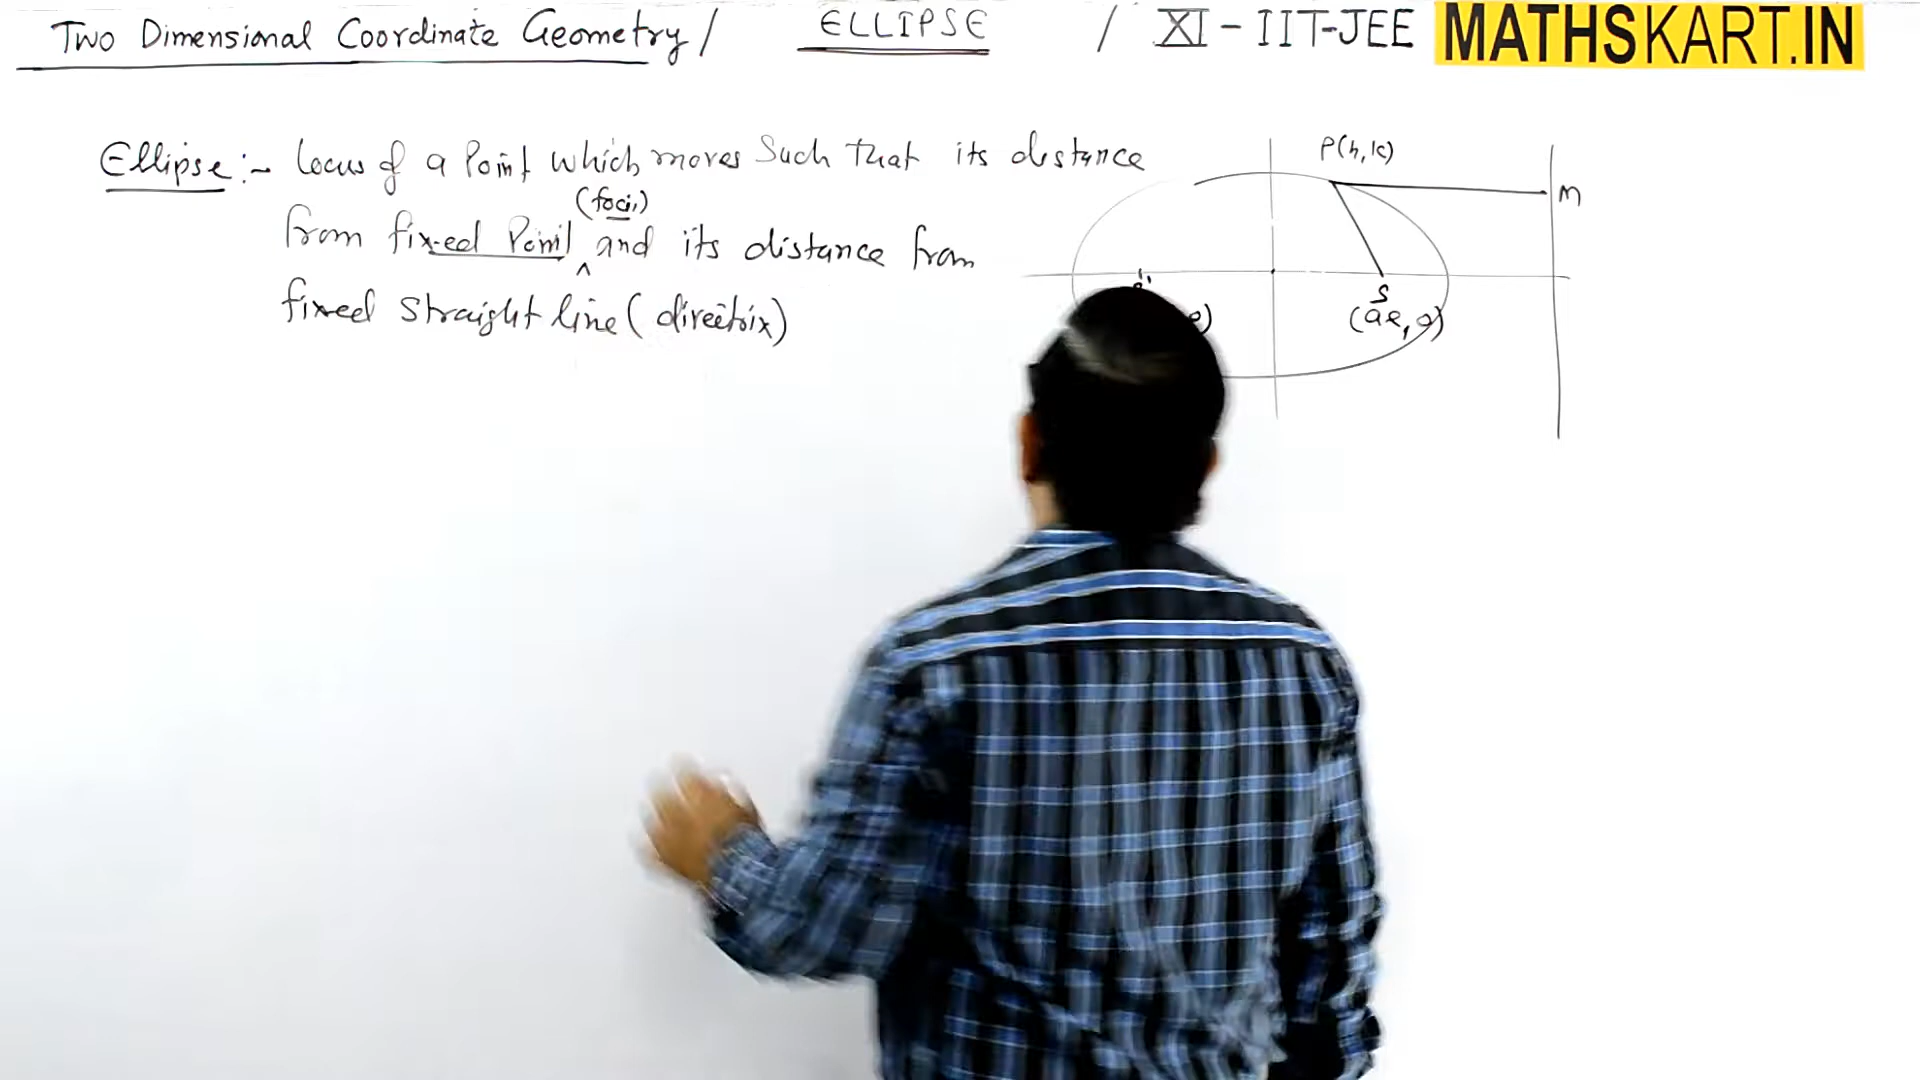 Two Dimensional Coordinate Geometry / ELLIPSE / XI - IIT-JEE MATHSKART.IN
Ellipse :- Locus of a Point which moves Such that its distance
(foci)
from fixed Point ^ and its distance from
fixed straight line (directrix)
P(h,k)
M
S'
S
(ae, 0)